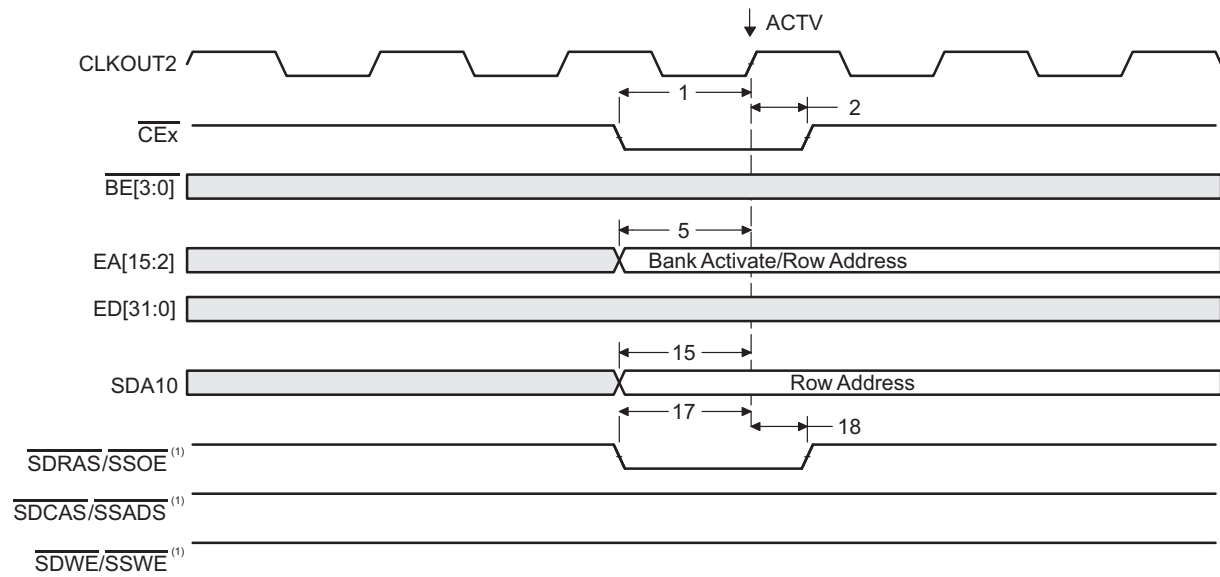 ACTV
CLKOUT2
1
2
CEx
BE[3:0]
5
EA[15:2]
Bank Activate/Row Address
ED[31:0]
15
SDA10
Row Address
17
18
SDRAS/SSOE (1)
SDCAS/SSADS (1)
SDWE/SSWE (1)